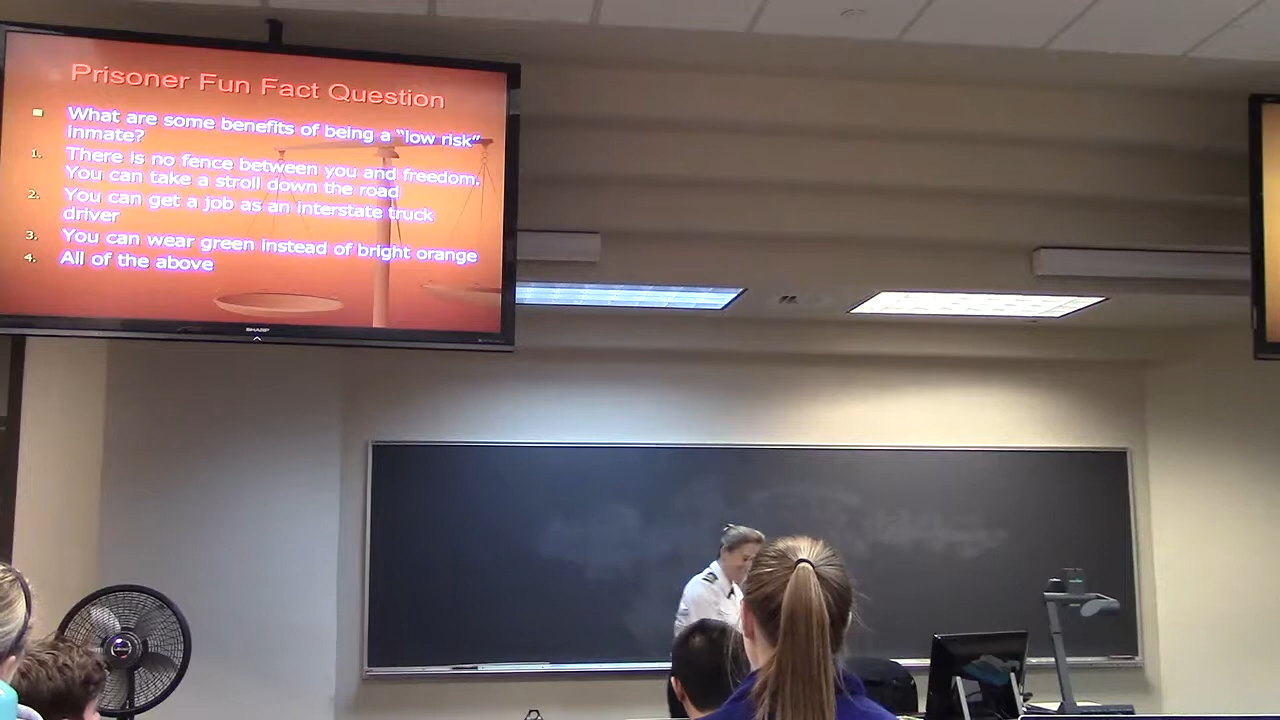 Prisoner Fun Fact Question
What are some benefits of being a “low risk”
inmate?
1. There is no fence between you and freedom.
You can take a stroll down the road
2. You can get a job as an interstate truck
driver
3. You can wear green instead of bright orange
4. All of the above
SHARP